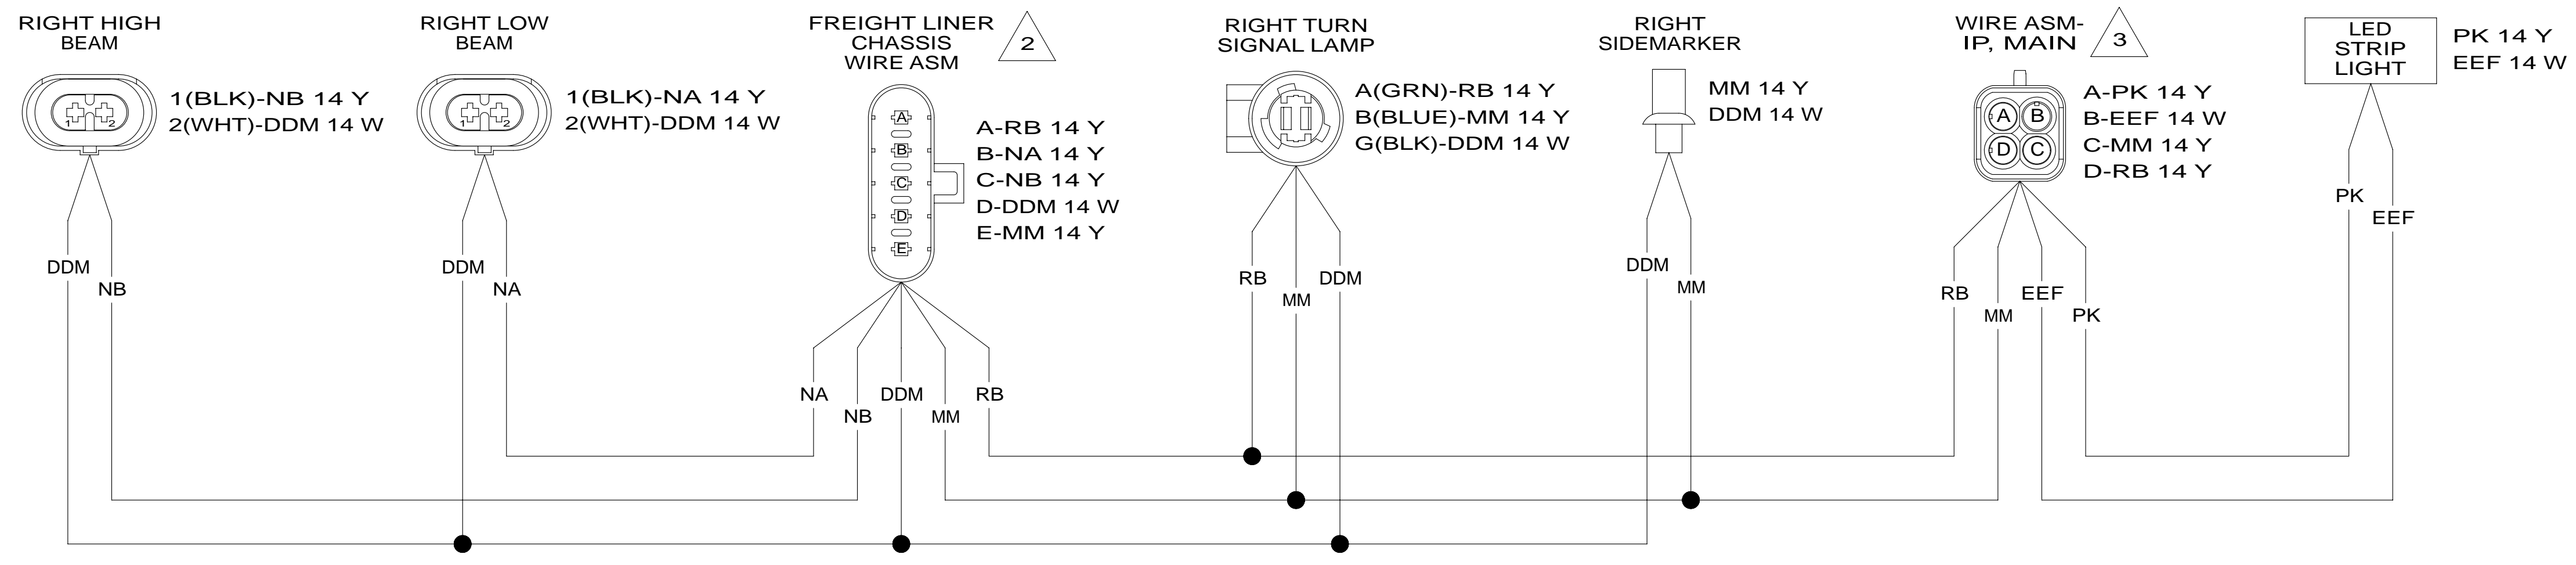 RIGHT HIGH
BEAM
1(BLK)-NB 14 Y
2(WHT)-DDM 14 W
1
2
DDM
NB
RIGHT LOW
BEAM
1(BLK)-NA 14 Y
2(WHT)-DDM 14 W
1
2
DDM
NA
FREIGHT LINER
CHASSIS
WIRE ASM
2
A
B
C
D
E
A-RB 14 Y
B-NA 14 Y
C-NB 14 Y
D-DDM 14 W
E-MM 14 Y
NA
NB
DDM
MM
RB
RIGHT TURN
SIGNAL LAMP
A(GRN)-RB 14 Y
B(BLUE)-MM 14 Y
G(BLK)-DDM 14 W
RB
MM
DDM
RIGHT
SIDEMARKER
MM 14 Y
DDM 14 W
DDM
MM
WIRE ASM-
IP, MAIN
3
A B
D C
A-PK 14 Y
B-EEF 14 W
C-MM 14 Y
D-RB 14 Y
RB
MM
EEF
PK
LED
STRIP
LIGHT
PK 14 Y
EEF 14 W
PK
EEF